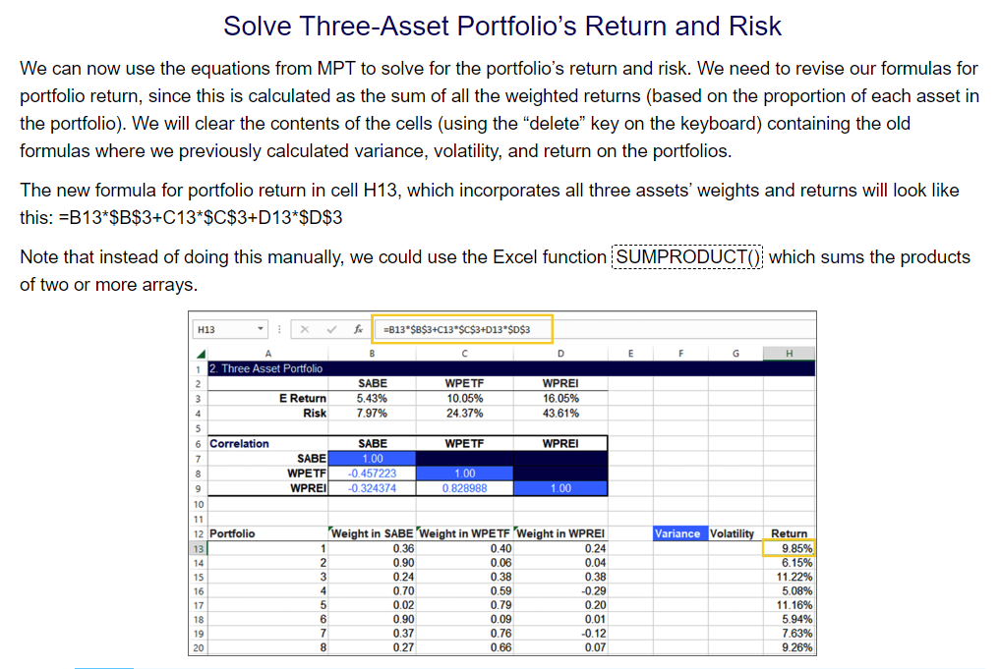 Solve Three-Asset Portfolio’s Return and Risk
We can now use the equations from MPT to solve for the portfolio’s return and risk. We need to revise our formulas for
portfolio return, since this is calculated as the sum of all the weighted returns (based on the proportion of each asset in
the portfolio). We will clear the contents of the cells (using the “delete” key on the keyboard) containing the old
formulas where we previously calculated variance, volatility, and return on the portfolios.
The new formula for portfolio return in cell H13, which incorporates all three assets’ weights and returns will look like
this: =B13*$B$3+C13*$C$3+D13*$D$3
Note that instead of doing this manually, we could use the Excel function SUMPRODUCT() which sums the products
of two or more arrays.
H13 fx =B13*$B$3+C13*$C$3+D13*$D$3
A B C D E F G H
1 2. Three Asset Portfolio
2 SABE WPETF WPREI
3 E Return 5.43% 10.05% 16.05%
4 Risk 7.97% 24.37% 43.61%
5
6 Correlation SABE WPETF WPREI
7 SABE 1.00
8 WPETF -0.457223 1.00
9 WPREI -0.324374 0.828988 1.00
10
11
12 Portfolio Weight in SABE Weight in WPETF Weight in WPREI Variance Volatility Return
13 1 0.36 0.40 0.24 9.85%
14 2 0.90 0.06 0.04 6.15%
15 3 0.24 0.38 0.38 11.22%
16 4 0.70 0.59 -0.29 5.08%
17 5 0.02 0.79 0.20 11.16%
18 6 0.90 0.09 0.01 5.94%
19 7 0.37 0.76 -0.12 7.63%
20 8 0.27 0.66 0.07 9.26%